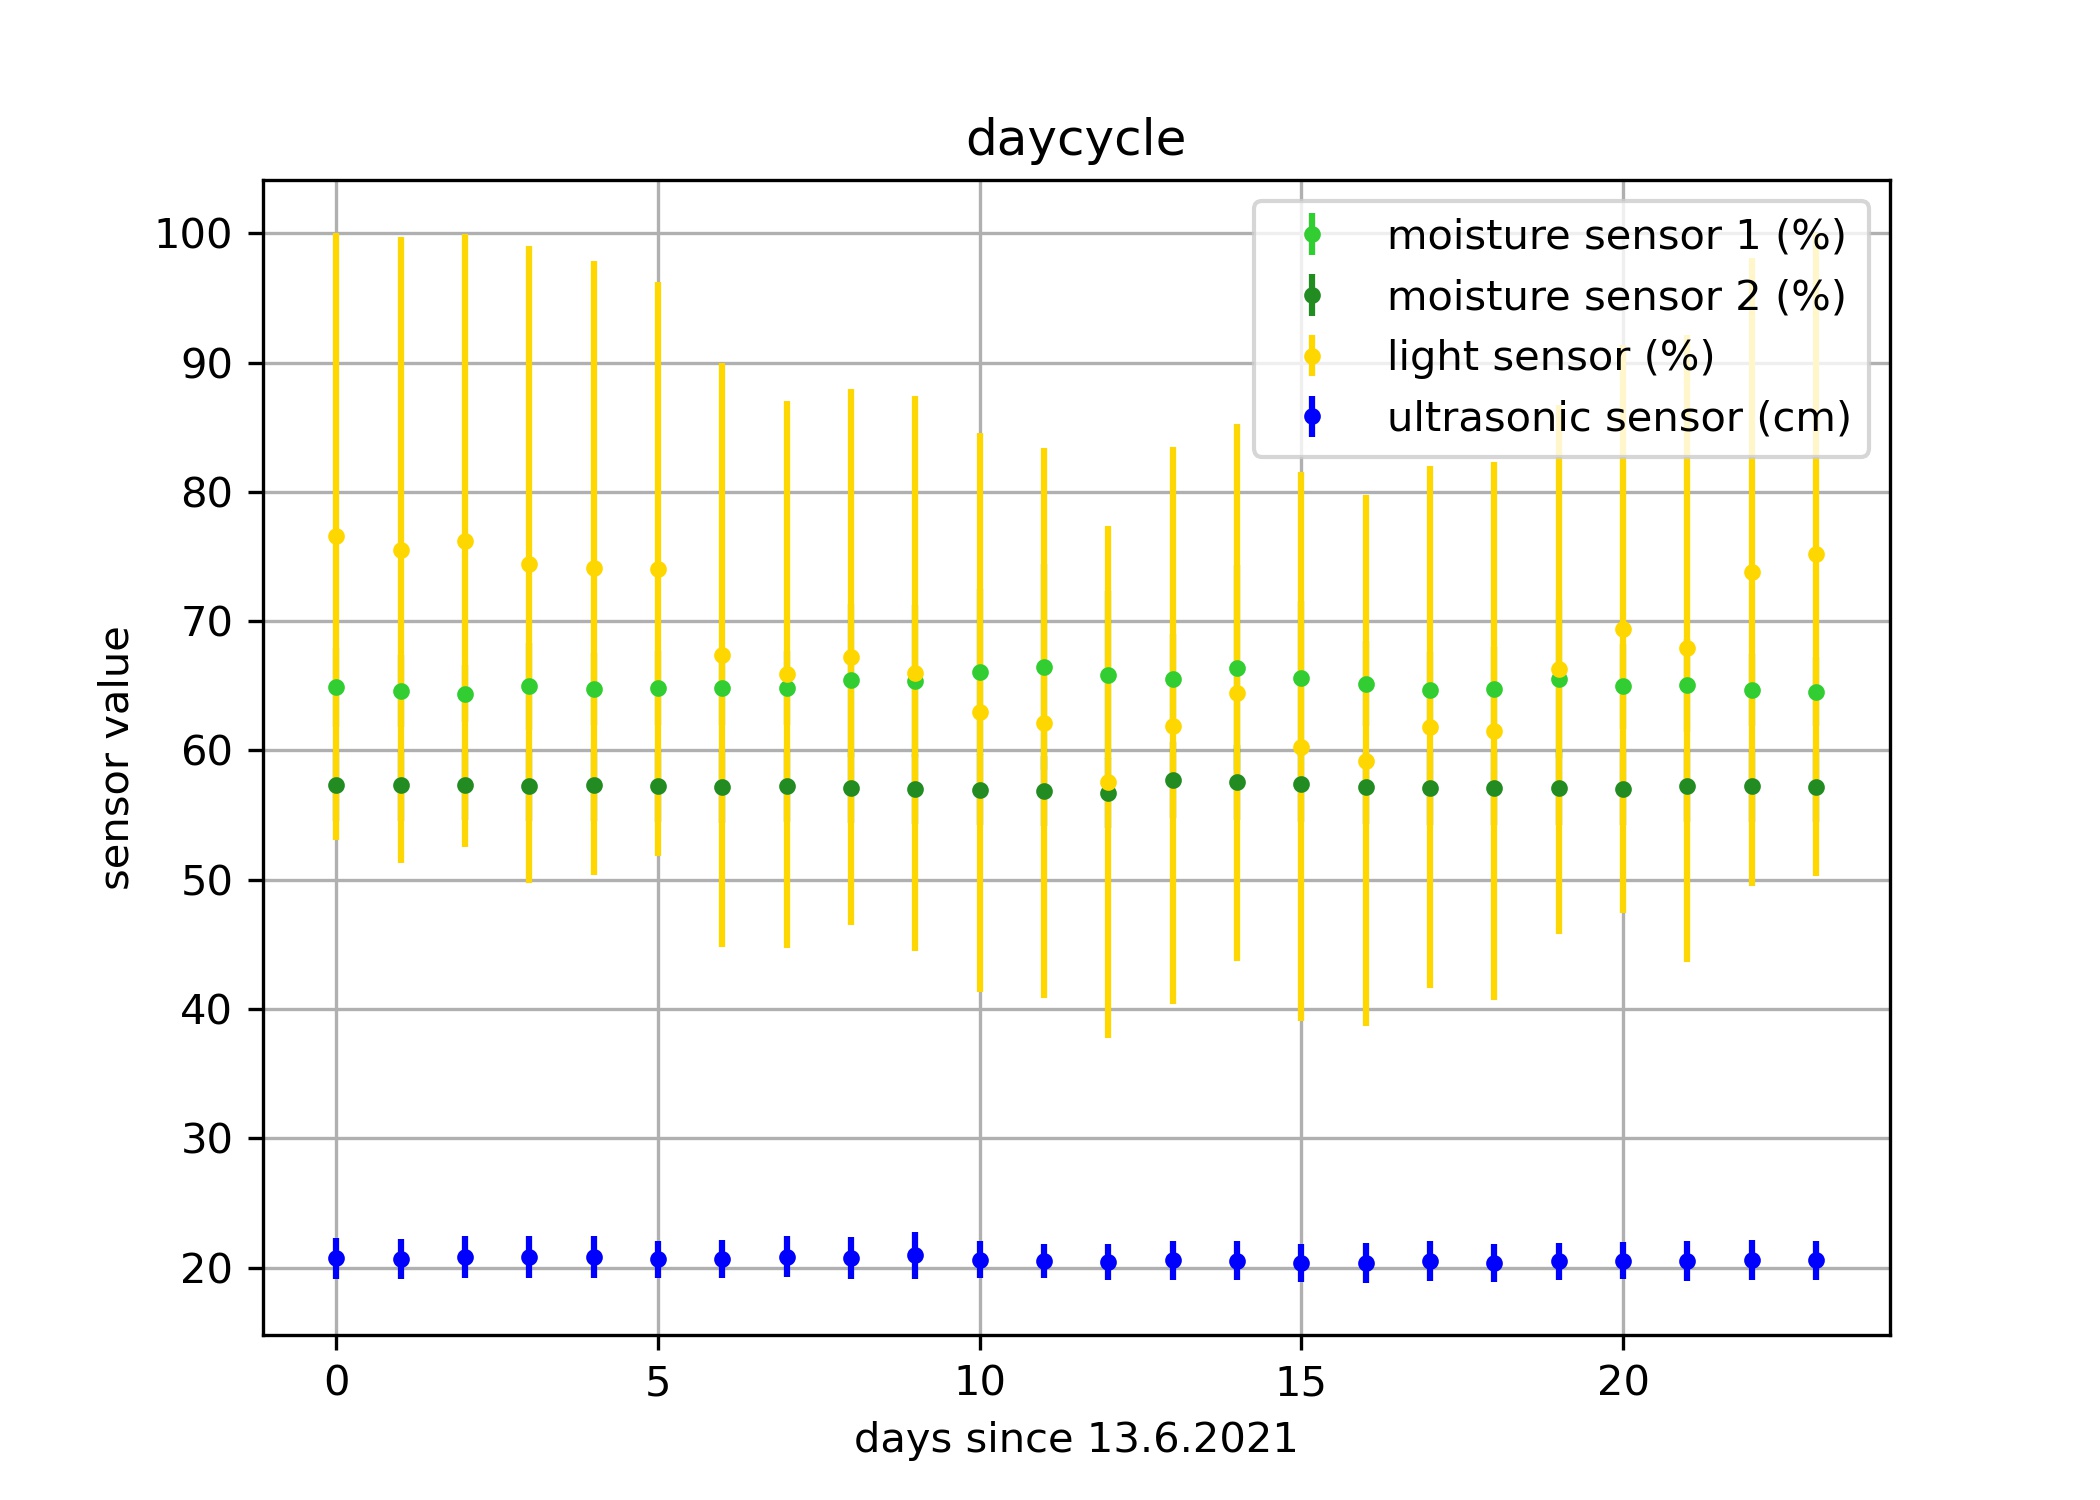 daycycle
100
90
80
70
60
50
40
30
20
sensor value
moisture sensor 1 (%)
moisture sensor 2 (%)
light sensor (%)
ultrasonic sensor (cm)
0 5 10 15 20
days since 13.6.2021